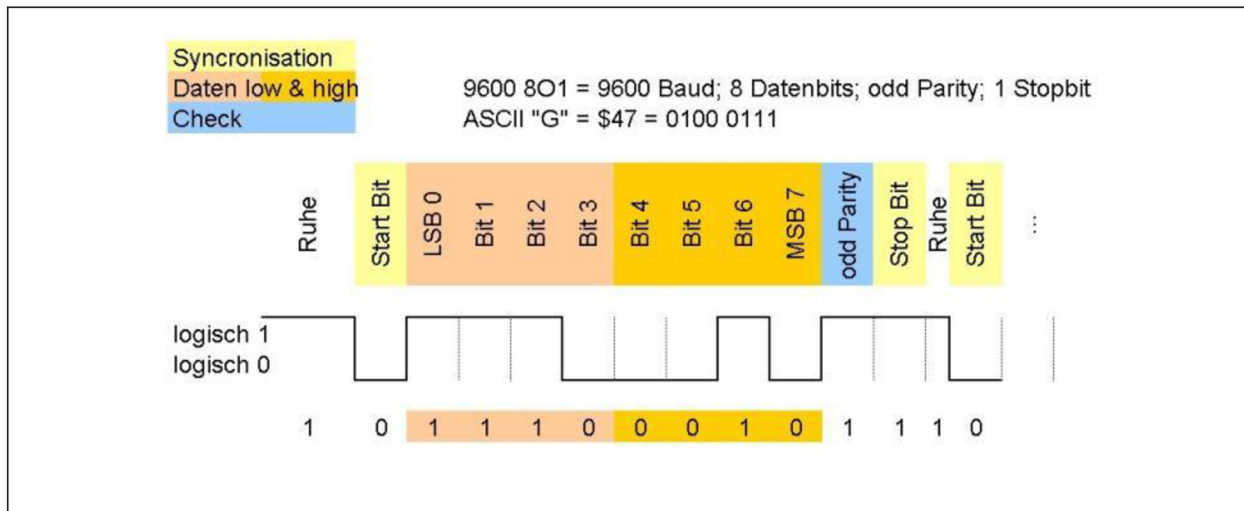 Syncronisation
Daten low & high
9600 8O1 = 9600 Baud; 8 Datenbits; odd Parity; 1 Stopbit
Check
ASCII "G" = $47 = 0100 0111
Ruhe
Start Bit
LSB 0
Bit 1
Bit 2
Bit 3
Bit 4
Bit 5
Bit 6
MSB 7
odd Parity
Stop Bit
Ruhe
Start Bit
...
logisch 1
logisch 0
1 0 1 1 1 0 0 0 1 0 1 1 1 0